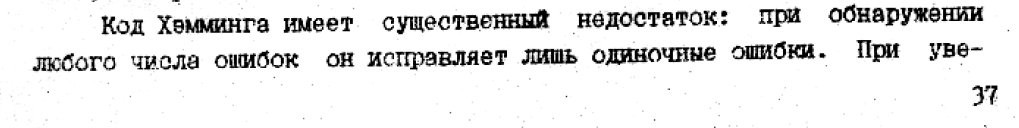 Код Хемминга имеет существенный недостаток: при обнаружении
любого числа ошибок он исправляет лишь одиночные ошибки. При уве-
37